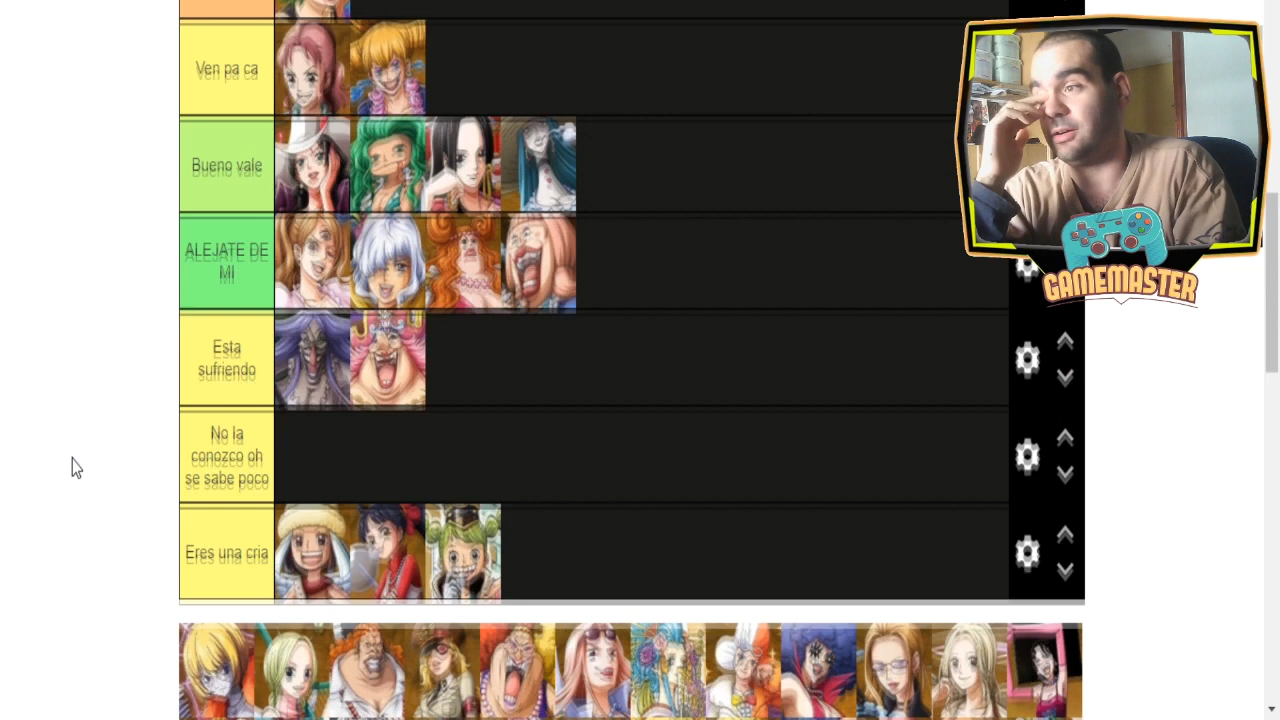 Ven pa ca
Bueno vale
ALEJATE DE
MI
Esta
sufriendo
No la
conozco oh
se sabe poco
Eres una cria
GAMEMASTER